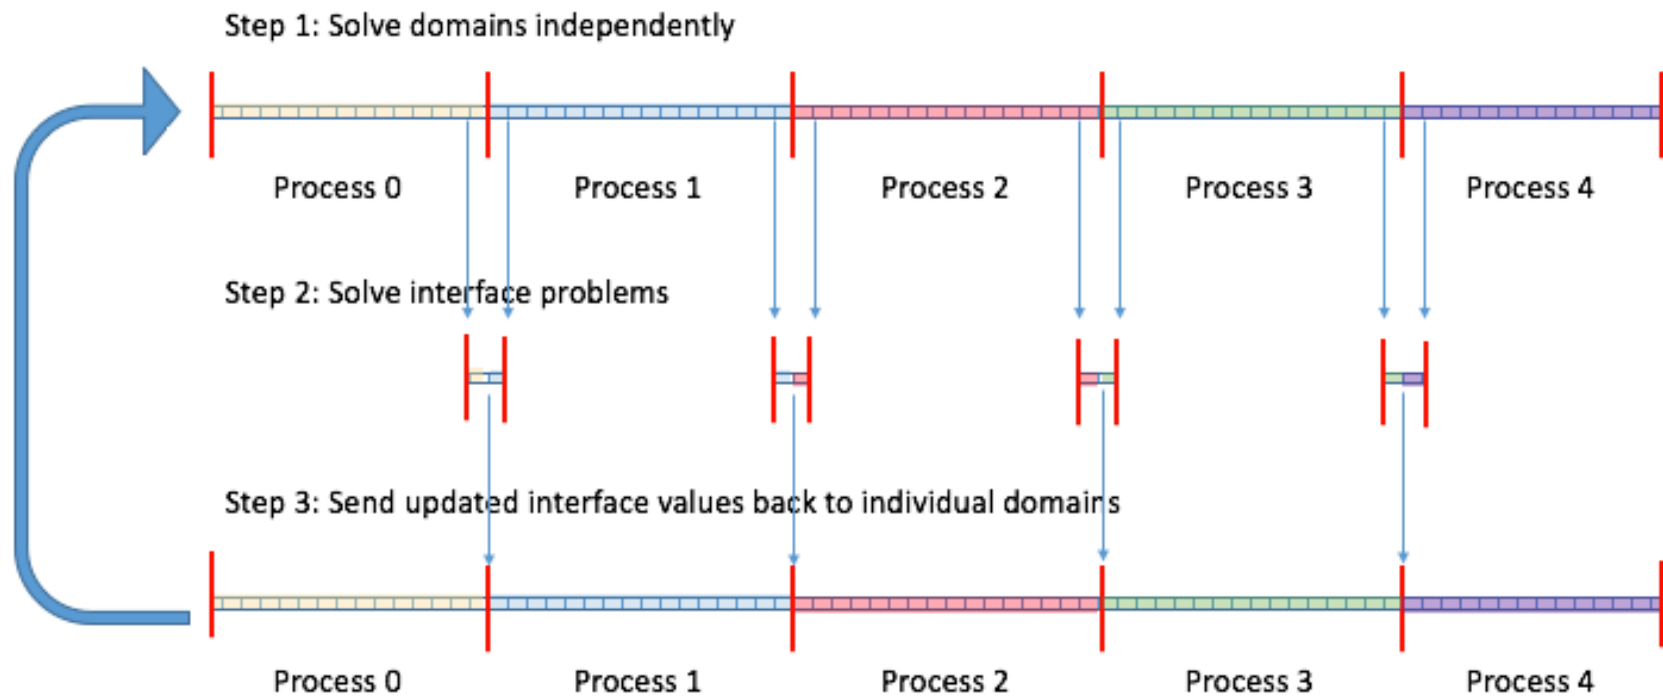 Step 1: Solve domains independently
Process 0
Process 1
Process 2
Process 3
Process 4
Step 2: Solve interface problems
Step 3: Send updated interface values back to individual domains
Process 0
Process 1
Process 2
Process 3
Process 4